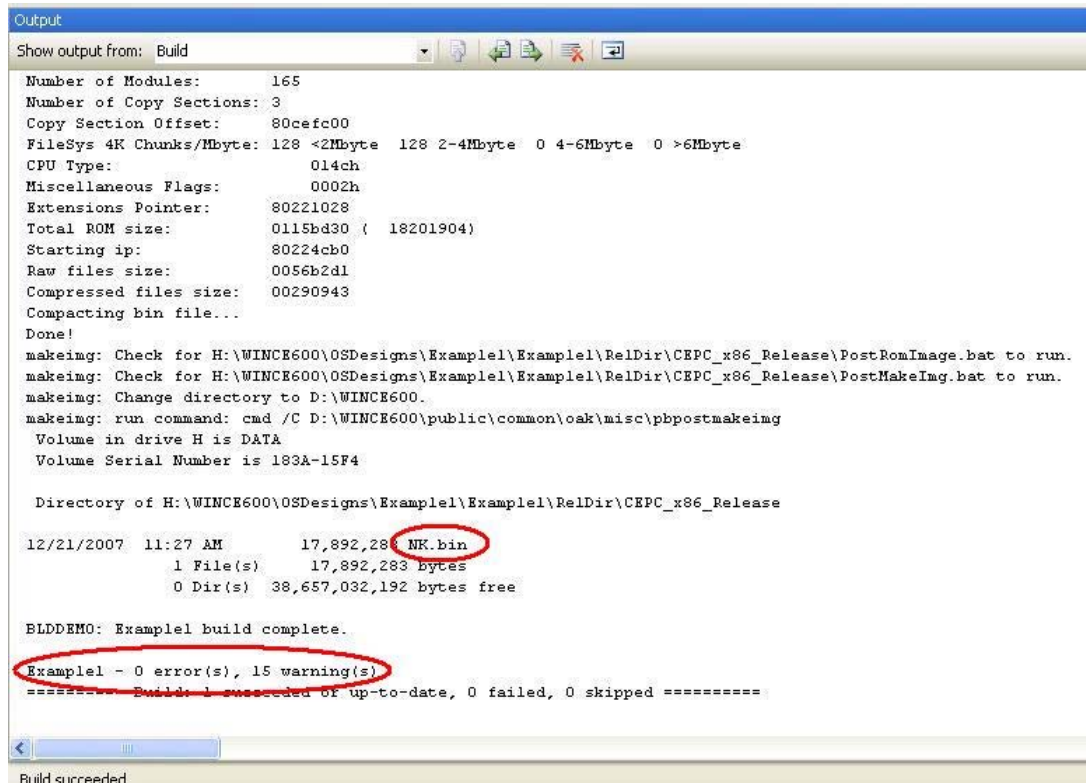 Output
Show output from: Build
Number of Modules: 165
Number of Copy Sections: 3
Copy Section Offset: 80cefc00
FileSys 4K Chunks/Mbyte: 128 <2Mbyte 128 2-4Mbyte 0 4-6Mbyte 0 >6Mbyte
CPU Type: 014ch
Miscellaneous Flags: 0002h
Extensions Pointer: 80221028
Total ROM size: 0115bd30 ( 18201904)
Starting ip: 80224cb0
Raw files size: 0056b2d1
Compressed files size: 00290943
Compacting bin file...
Done!
makeimg: Check for H:\WINCE600\OSDesigns\Example1\Example1\RelDir\CEPC_x86_Release\PostRomImage.bat to run.
makeimg: Check for H:\WINCE600\OSDesigns\Example1\Example1\RelDir\CEPC_x86_Release\PostMakeImg.bat to run.
makeimg: Change directory to D:\WINCE600.
makeimg: run command: cmd /C D:\WINCE600\public\common\oak\misc\pbpostmakeimg
Volume in drive H is DATA
Volume Serial Number is 183A-15F4
Directory of H:\WINCE600\OSDesigns\Example1\Example1\RelDir\CEPC_x86_Release
12/21/2007 11:27 AM 17,892,283 NK.bin
1 File(s) 17,892,283 bytes
0 Dir(s) 38,657,032,192 bytes free
BLDDEMO: Example1 build complete.
Example1 - 0 error(s), 15 warning(s)
========== Build: 1 succeeded or up-to-date, 0 failed, 0 skipped ==========
Build succeeded